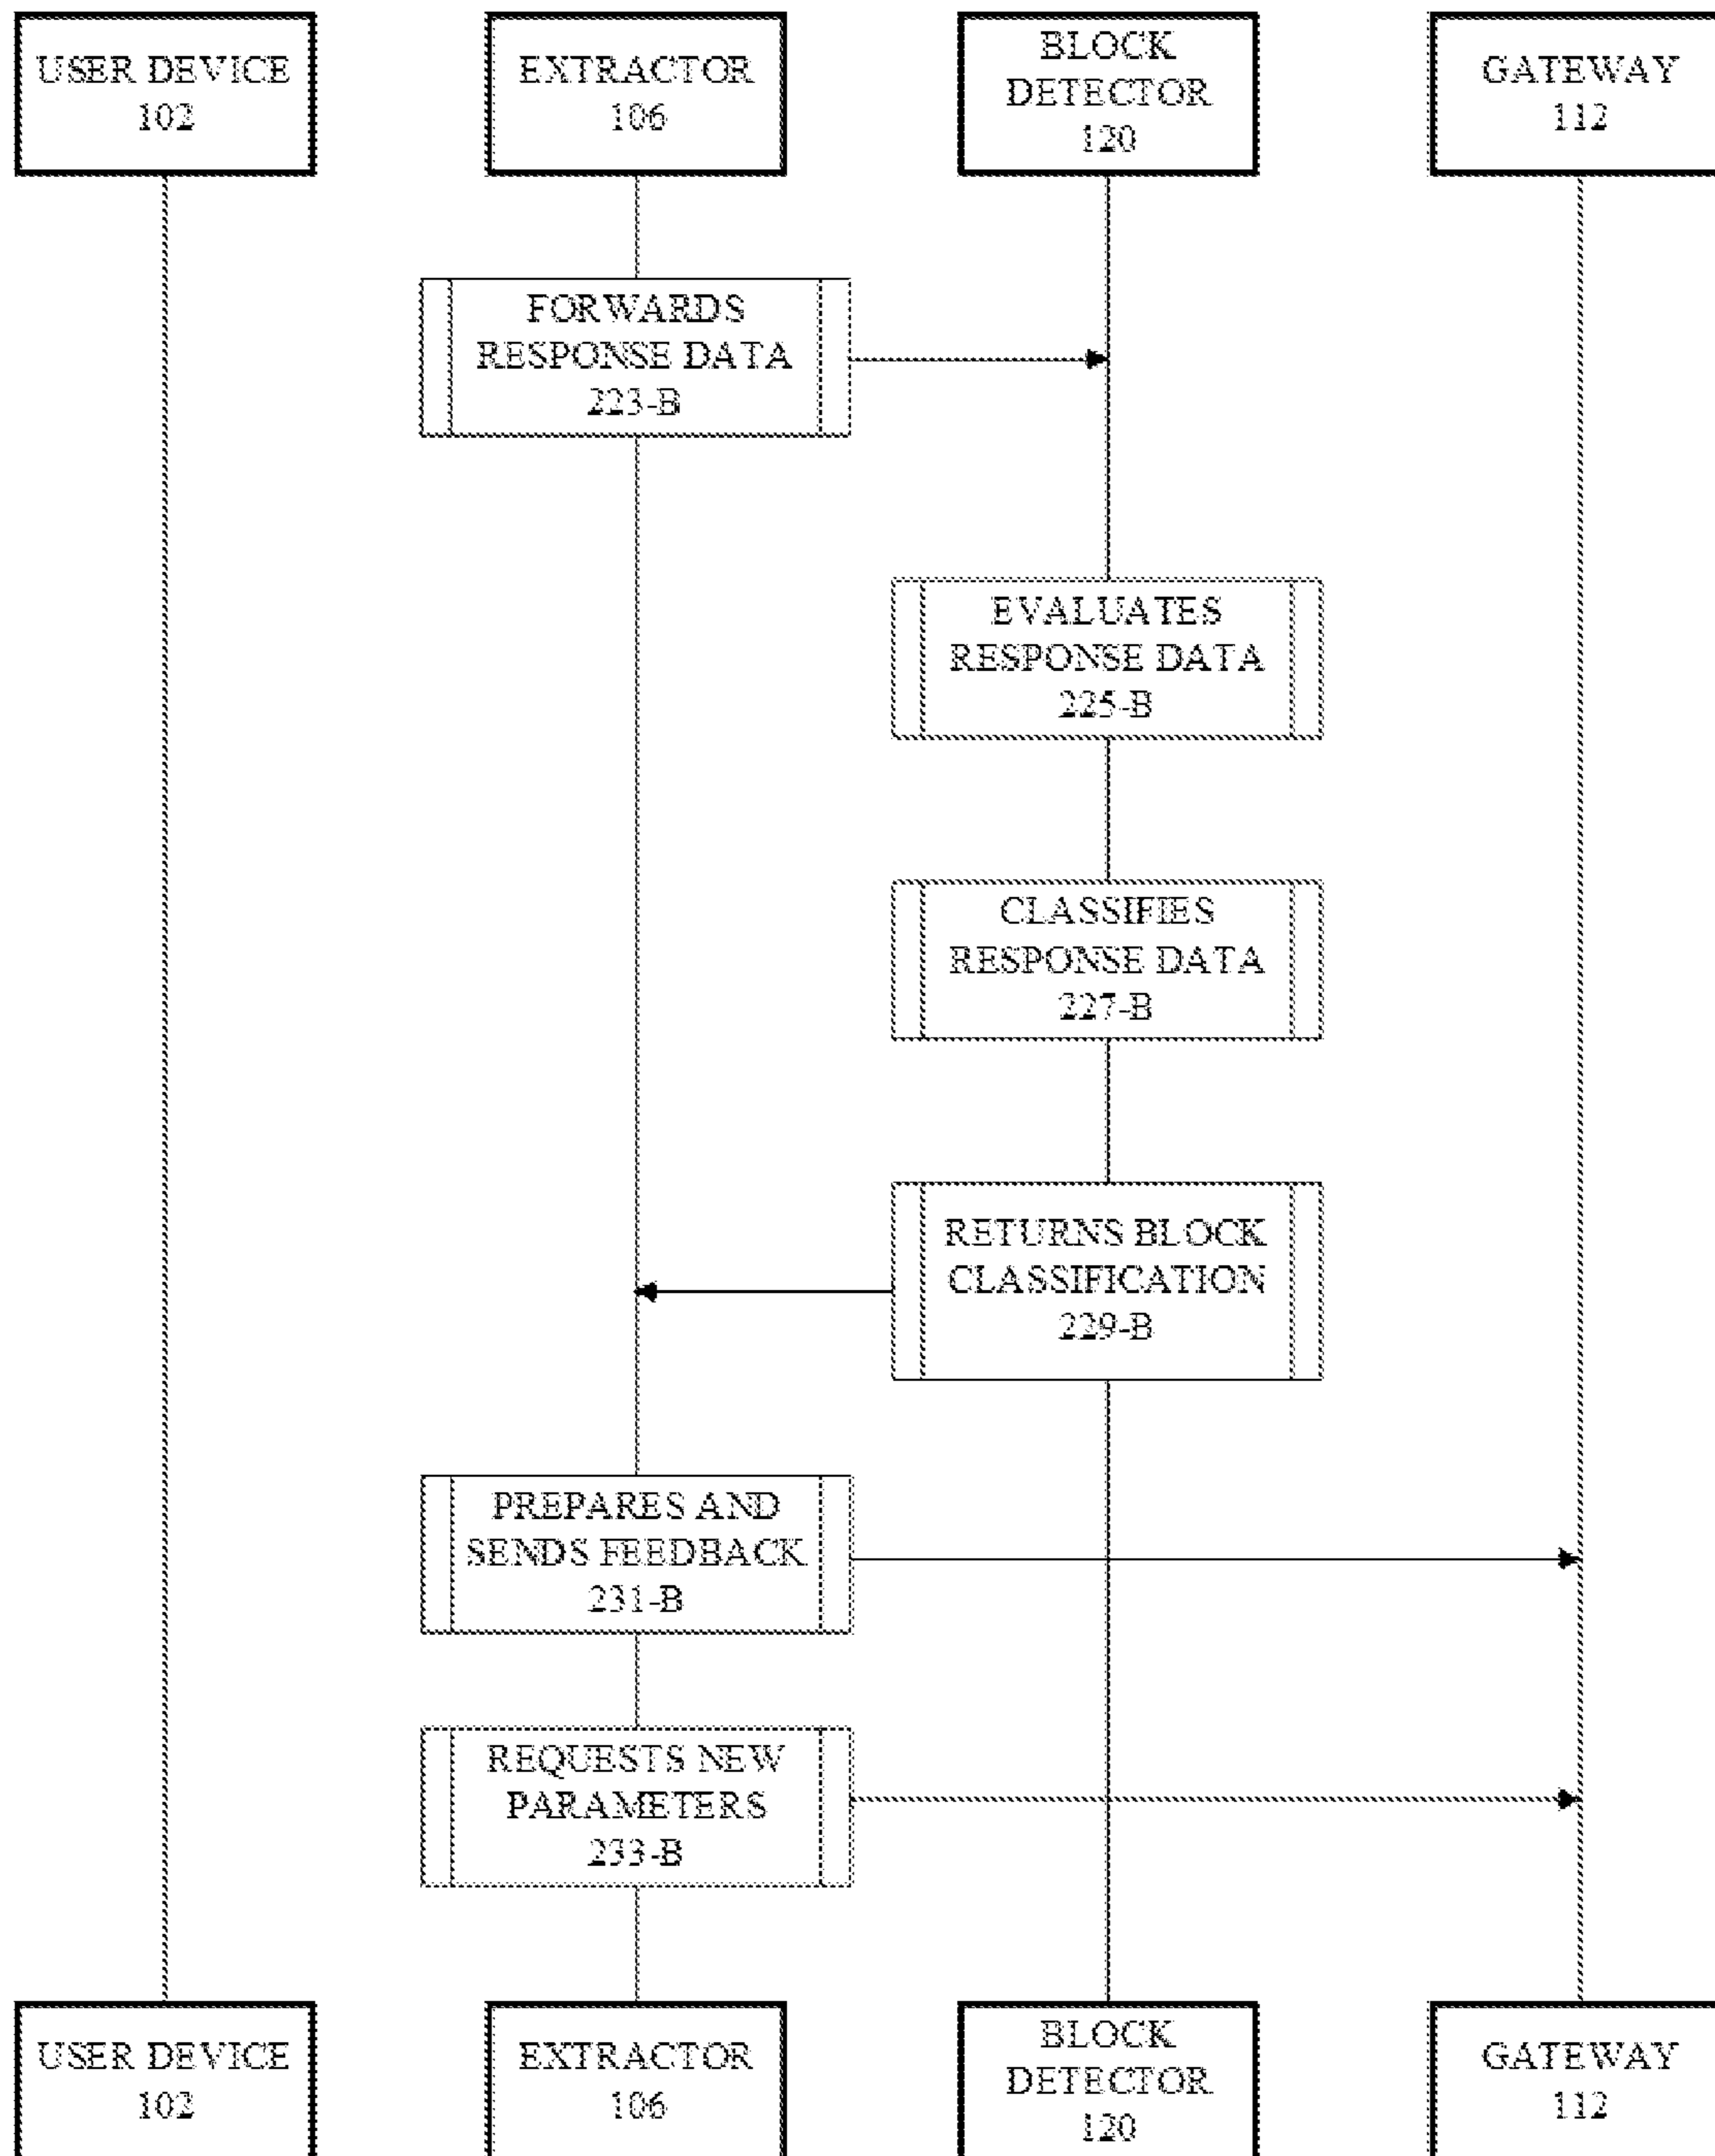 USER DEVICE
102
EXTRACTOR
106
BLOCK
DETECTOR
120
GATEWAY
112
FORWARDS
RESPONSE DATA
223-B
EVALUATES
RESPONSE DATA
225-B
CLASSIFIES
RESPONSE DATA
227-B
RETURNS BLOCK
CLASSIFICATION
229-B
PREPARES AND
SENDS FEEDBACK
231-B
REQUESTS NEW
PARAMETERS
233-B
USER DEVICE
102
EXTRACTOR
106
BLOCK
DETECTOR
120
GATEWAY
112